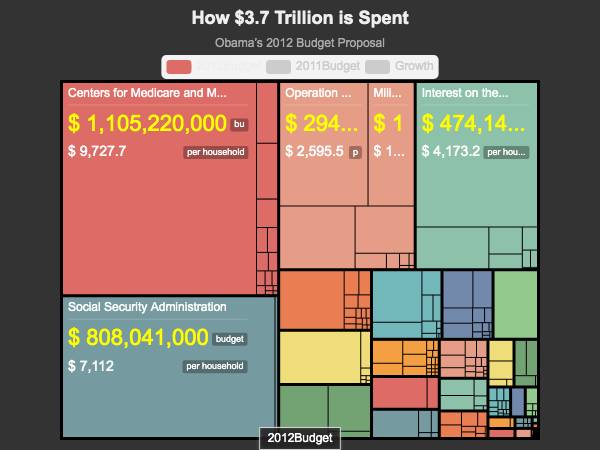 How $3.7 Trillion is Spent
Obama's 2012 Budget Proposal
2011Budget Growth
Centers for Medicare and M...
$ 1,105,220,000 bu
$ 9,727.7 per household
Operation ...
$ 294...
$ 2,595.5 p
Mili...
$ 1
$ 1...
Interest on the...
$ 474,14...
$ 4,173.2 per hou...
Social Security Administration
$ 808,041,000 budget
$ 7,112 per household
2012Budget